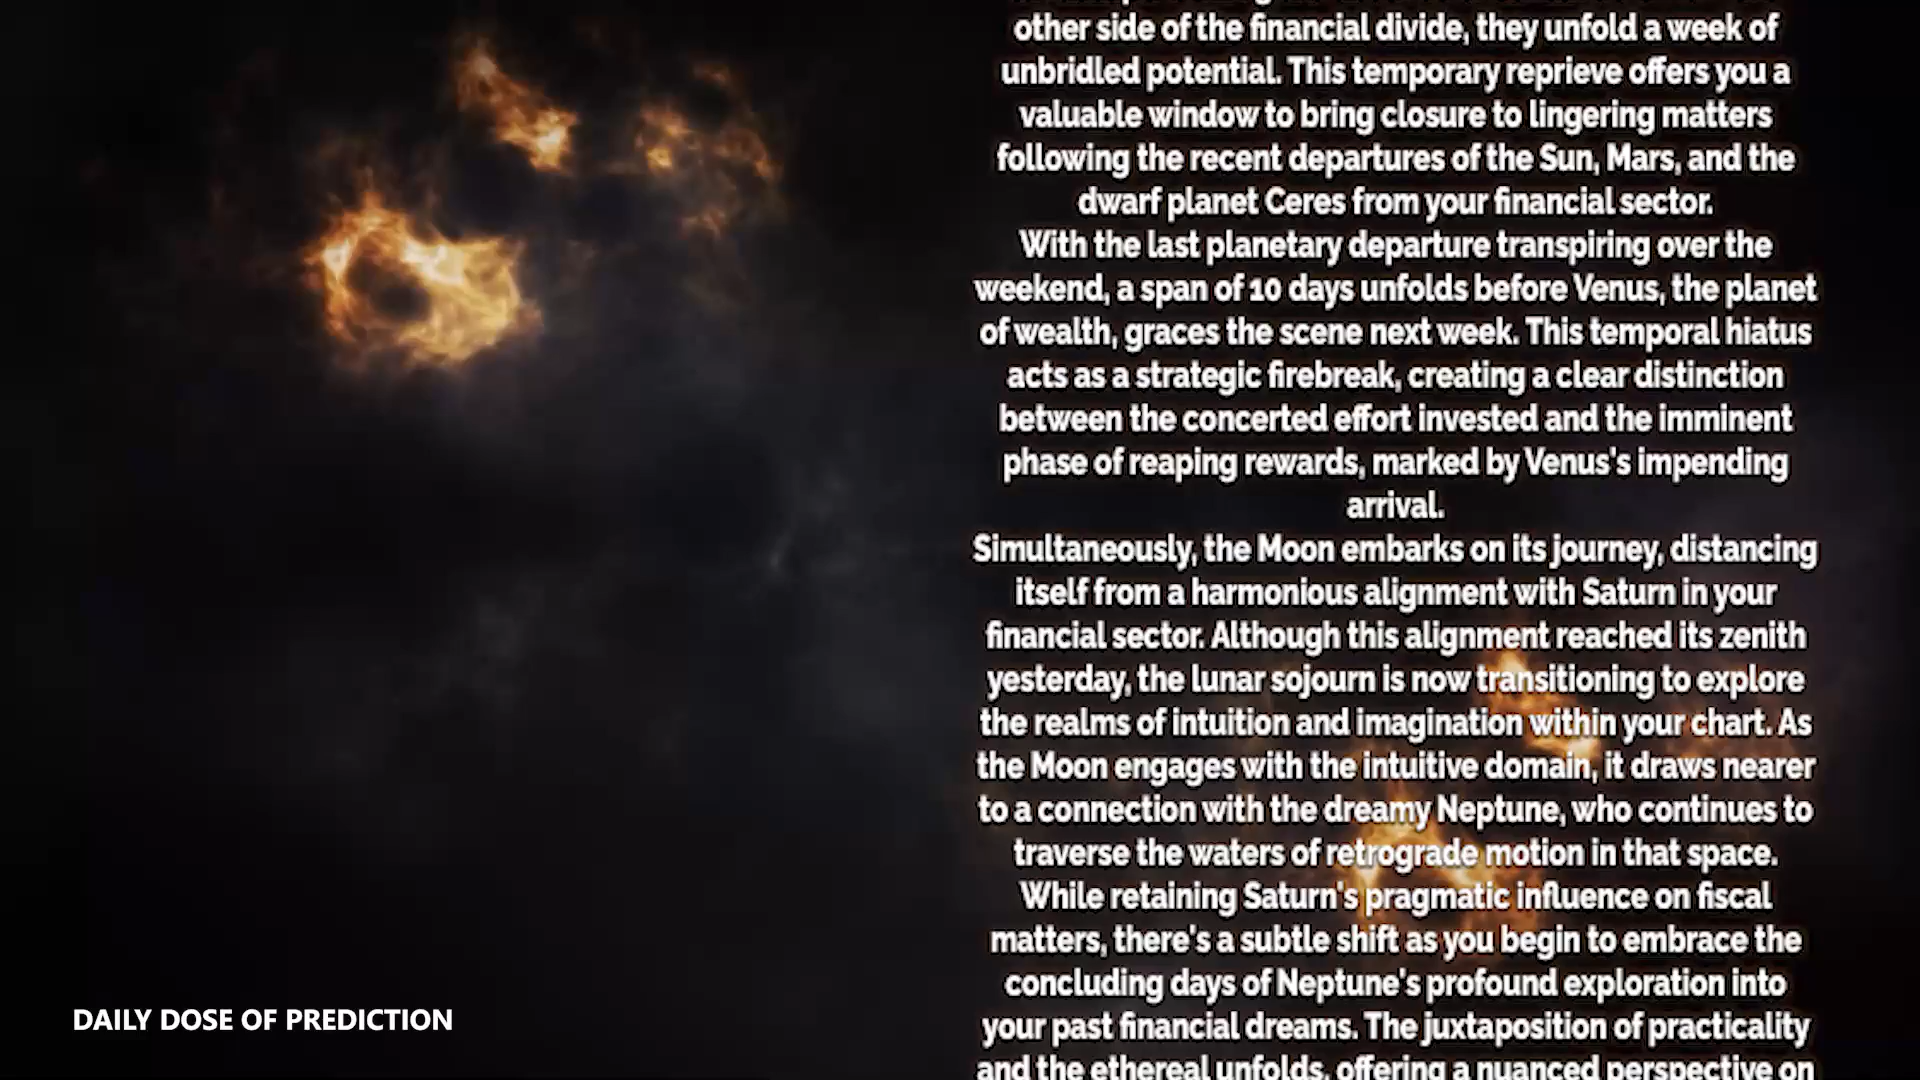 other side of the financial divide, they unfold a week of
unbridled potential. This temporary reprieve offers you a
valuable window to bring closure to lingering matters
following the recent departures of the Sun, Mars, and the
dwarf planet Ceres from your financial sector.
With the last planetary departure transpiring over the
weekend, a span of 10 days unfolds before Venus, the planet
of wealth, graces the scene next week. This temporal hiatus
acts as a strategic firebreak, creating a clear distinction
between the concerted effort invested and the imminent
phase of reaping rewards, marked by Venus's impending
arrival.
Simultaneously, the Moon embarks on its journey, distancing
itself from a harmonious alignment with Saturn in your
financial sector. Although this alignment reached its zenith
yesterday, the lunar sojourn is now transitioning to explore
the realms of intuition and imagination within your chart. As
the Moon engages with the intuitive domain, it draws nearer
to a connection with the dreamy Neptune, who continues to
traverse the waters of retrograde motion in that space.
While retaining Saturn's pragmatic influence on fiscal
matters, there's a subtle shift as you begin to embrace the
concluding days of Neptune's profound exploration into
your past financial dreams. The juxtaposition of practicality
and the ethereal unfolds, offering a nuanced perspective on
DAILY DOSE OF PREDICTION